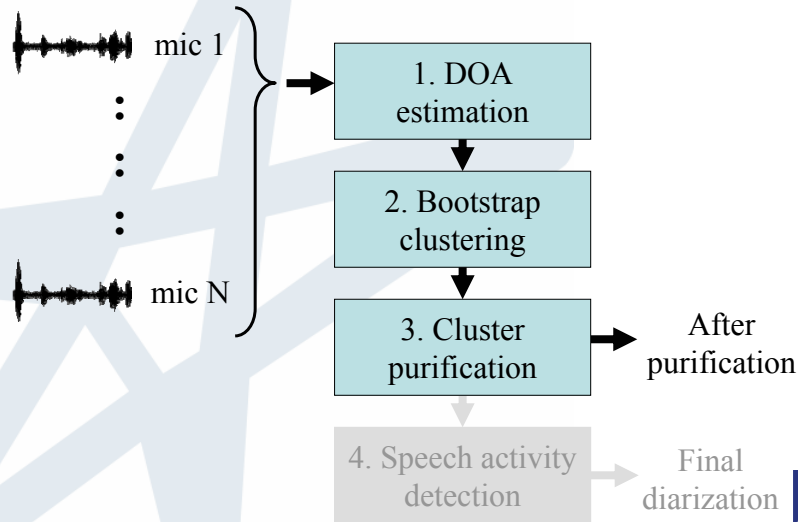 mic 1
mic N
1. DOA
estimation
2. Bootstrap
clustering
3. Cluster
purification
After
purification
4. Speech activity
detection
Final
diarization